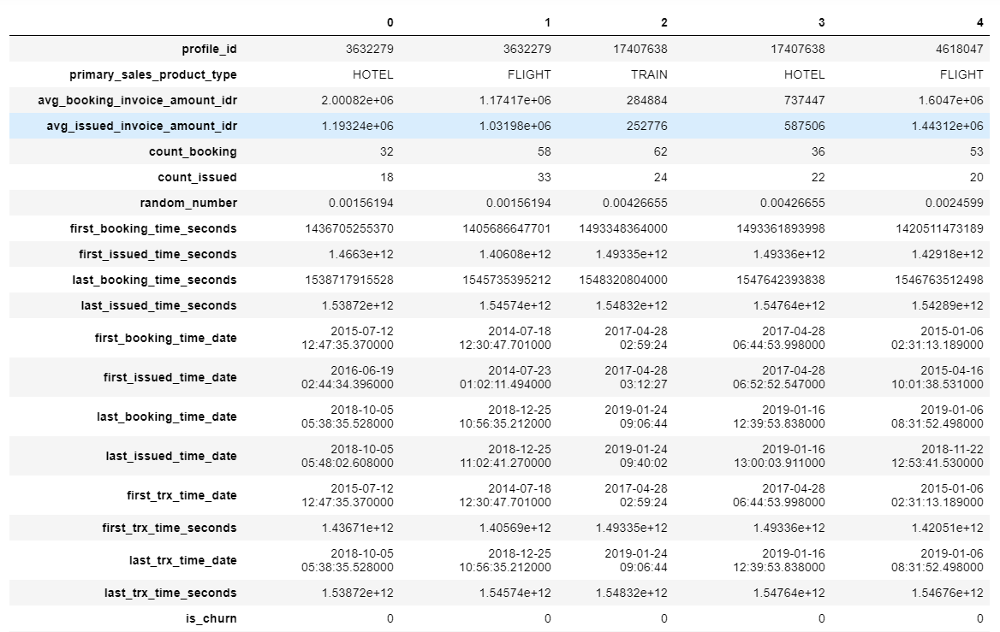 0 1 2 3 4
profile_id 3632279 3632279 17407638 17407638 4618047
primary_sales_product_type HOTEL FLIGHT TRAIN HOTEL FLIGHT
avg_booking_invoice_amount_idr 2.00082e+06 1.17417e+06 284884 737447 1.6047e+06
avg_issued_invoice_amount_idr 1.19324e+06 1.03198e+06 252776 587506 1.44312e+06
count_booking 32 58 62 36 53
count_issued 18 33 24 22 20
random_number 0.00156194 0.00156194 0.00426655 0.00426655 0.0024599
first_booking_time_seconds 1436705255370 1405686647701 1493348364000 1493361893998 1420511473189
first_issued_time_seconds 1.4663e+12 1.40608e+12 1.49335e+12 1.49336e+12 1.42918e+12
last_booking_time_seconds 1538717915528 1545735395212 1548320804000 1547642393838 1546763512498
last_issued_time_seconds 1.53872e+12 1.54574e+12 1.54832e+12 1.54764e+12 1.54289e+12
first_booking_time_date 2015-07-12 2014-07-18 2017-04-28 2017-04-28 2015-01-06
12:47:35.370000 12:30:47.701000 02:59:24 06:44:53.998000 02:31:13.189000
first_issued_time_date 2016-06-19 2014-07-23 2017-04-28 2017-04-28 2015-04-16
02:44:34.396000 01:02:11.494000 03:12:27 06:52:52.547000 10:01:38.531000
last_booking_time_date 2018-10-05 2018-12-25 2019-01-24 2019-01-16 2019-01-06
05:38:35.528000 10:56:35.212000 09:06:44 12:39:53.838000 08:31:52.498000
last_issued_time_date 2018-10-05 2018-12-25 2019-01-24 2019-01-16 2018-11-22
05:48:02.608000 11:02:41.270000 09:40:02 13:00:03.911000 12:53:41.530000
first_trx_time_date 2015-07-12 2014-07-18 2017-04-28 2017-04-28 2015-01-06
12:47:35.370000 12:30:47.701000 02:59:24 06:44:53.998000 02:31:13.189000
first_trx_time_seconds 1.43671e+12 1.40569e+12 1.49335e+12 1.49336e+12 1.42051e+12
last_trx_time_date 2018-10-05 2018-12-25 2019-01-24 2019-01-16 2019-01-06
05:38:35.528000 10:56:35.212000 09:06:44 12:39:53.838000 08:31:52.498000
last_trx_time_seconds 1.53872e+12 1.54574e+12 1.54832e+12 1.54764e+12 1.54676e+12
is_churn 0 0 0 0 0